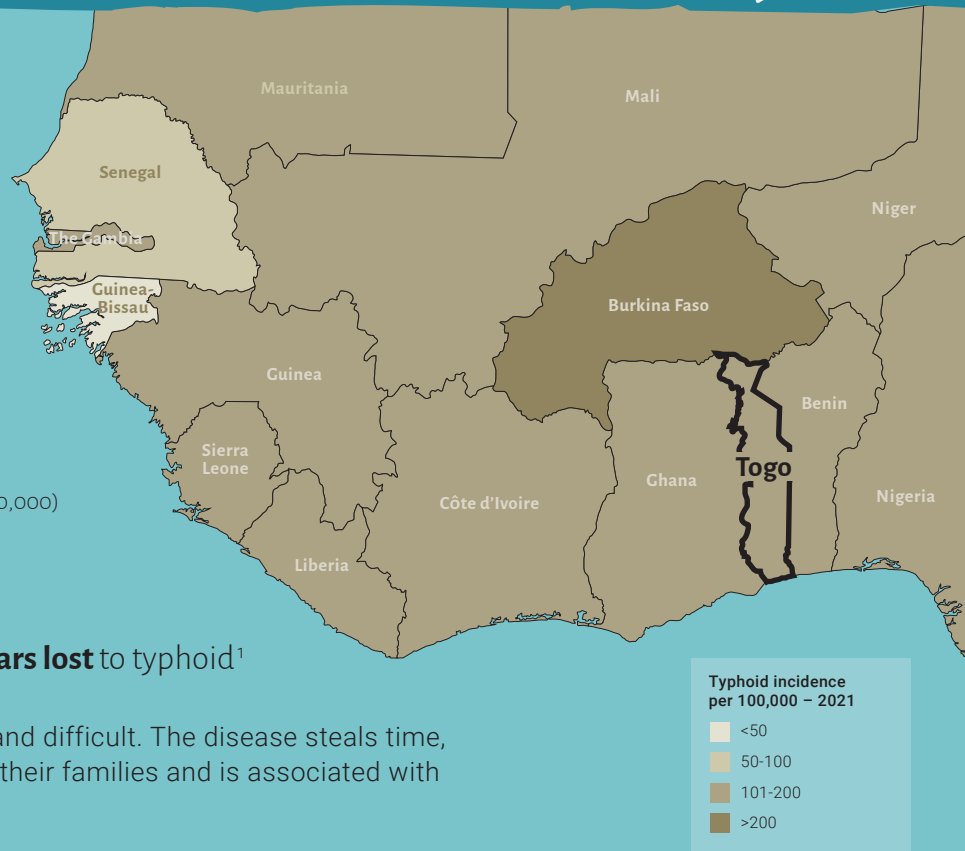 Mauritania
Mali
Senegal
Niger
The Gambia
Guinea-
Bissau
Burkina Faso
Guinea
Benin
Sierra
Leone
Togo
Ghana
Côte d'Ivoire
Nigeria
0,000)
Liberia
ars lost to typhoid¹
Typhoid incidence
per 100,000 – 2021
<50
50-100
101-200
>200
and difficult. The disease steals time,
their families and is associated with